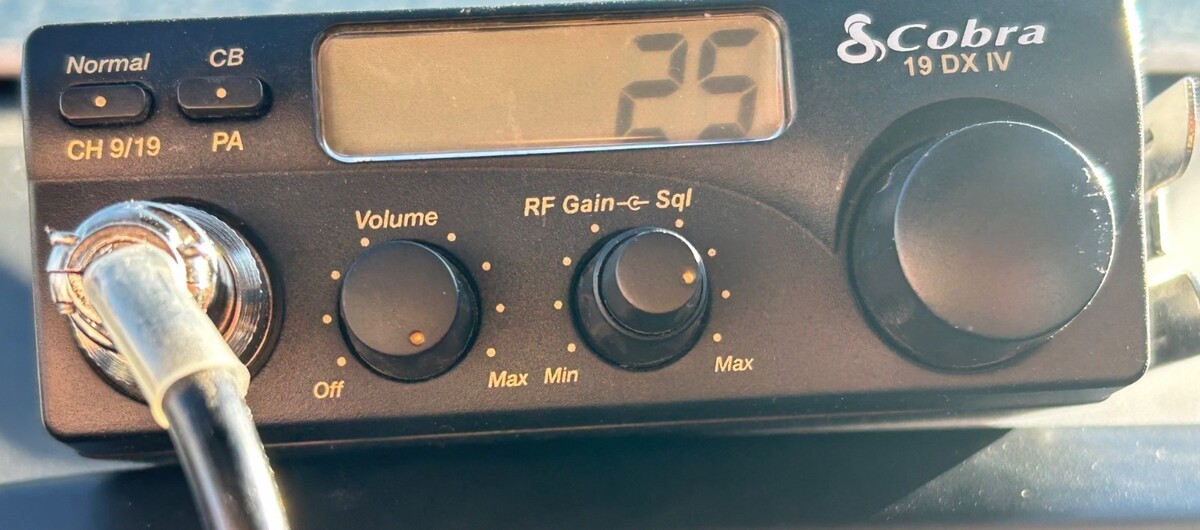 Normal
CB
CH 9/19
PA
25
Cobra
19 DX IV
Volume
Off
Max
RF Gain Sql
Min
Max